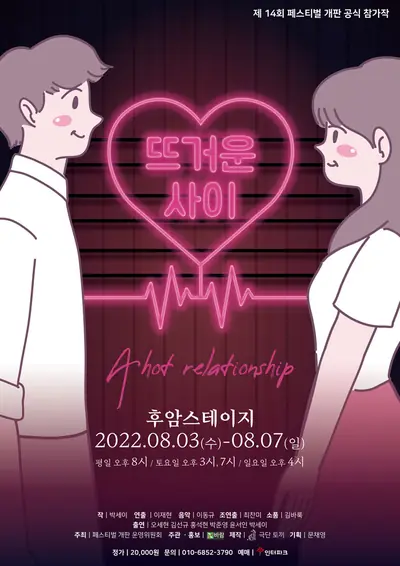 제 14회 페스티벌 개판 공식 참가작
뜨거운
사이
A hot relationship
후암스테이지
2022.08.03(수)-08.07(일)
평일 오후 8시 / 토요일 오후 3시, 7시 / 일요일 오후 4시
작 | 박세이 연출 | 이재현 음악 | 이동규 조연출 | 최찬미 소품 | 김바록
출연 | 오세현 김선규 홍석현 박준영 윤서인 박세이
주최 | 페스티벌 개판 운영위원회 주관 · 홍보 | 바람 제작 | 극단 토끼 기획 | 문재영
정가 | 20,000원 문의 | 010-6852-3790 예매 | 인터파크